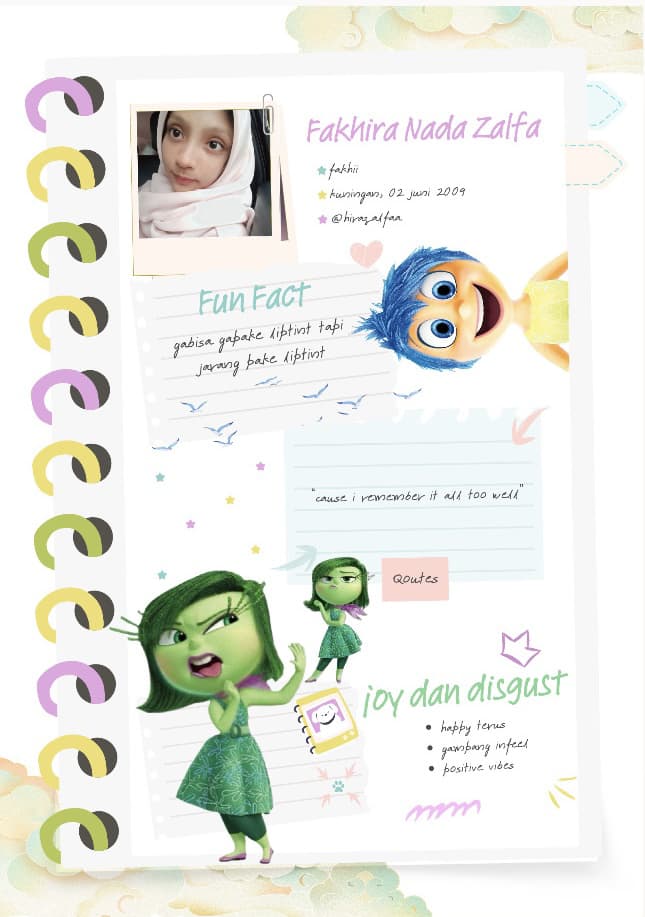 Fakhira Nada Zalfa
fakhii
kuningan, 02 juni 2009
@hirazalfaa
Fun Fact
gabisa gapake liptint tapi
jarang pake liptint
"cause i remember it all too well"
Qoutes
joy dan disgust
happy terus
gampang infeel
positive vibes